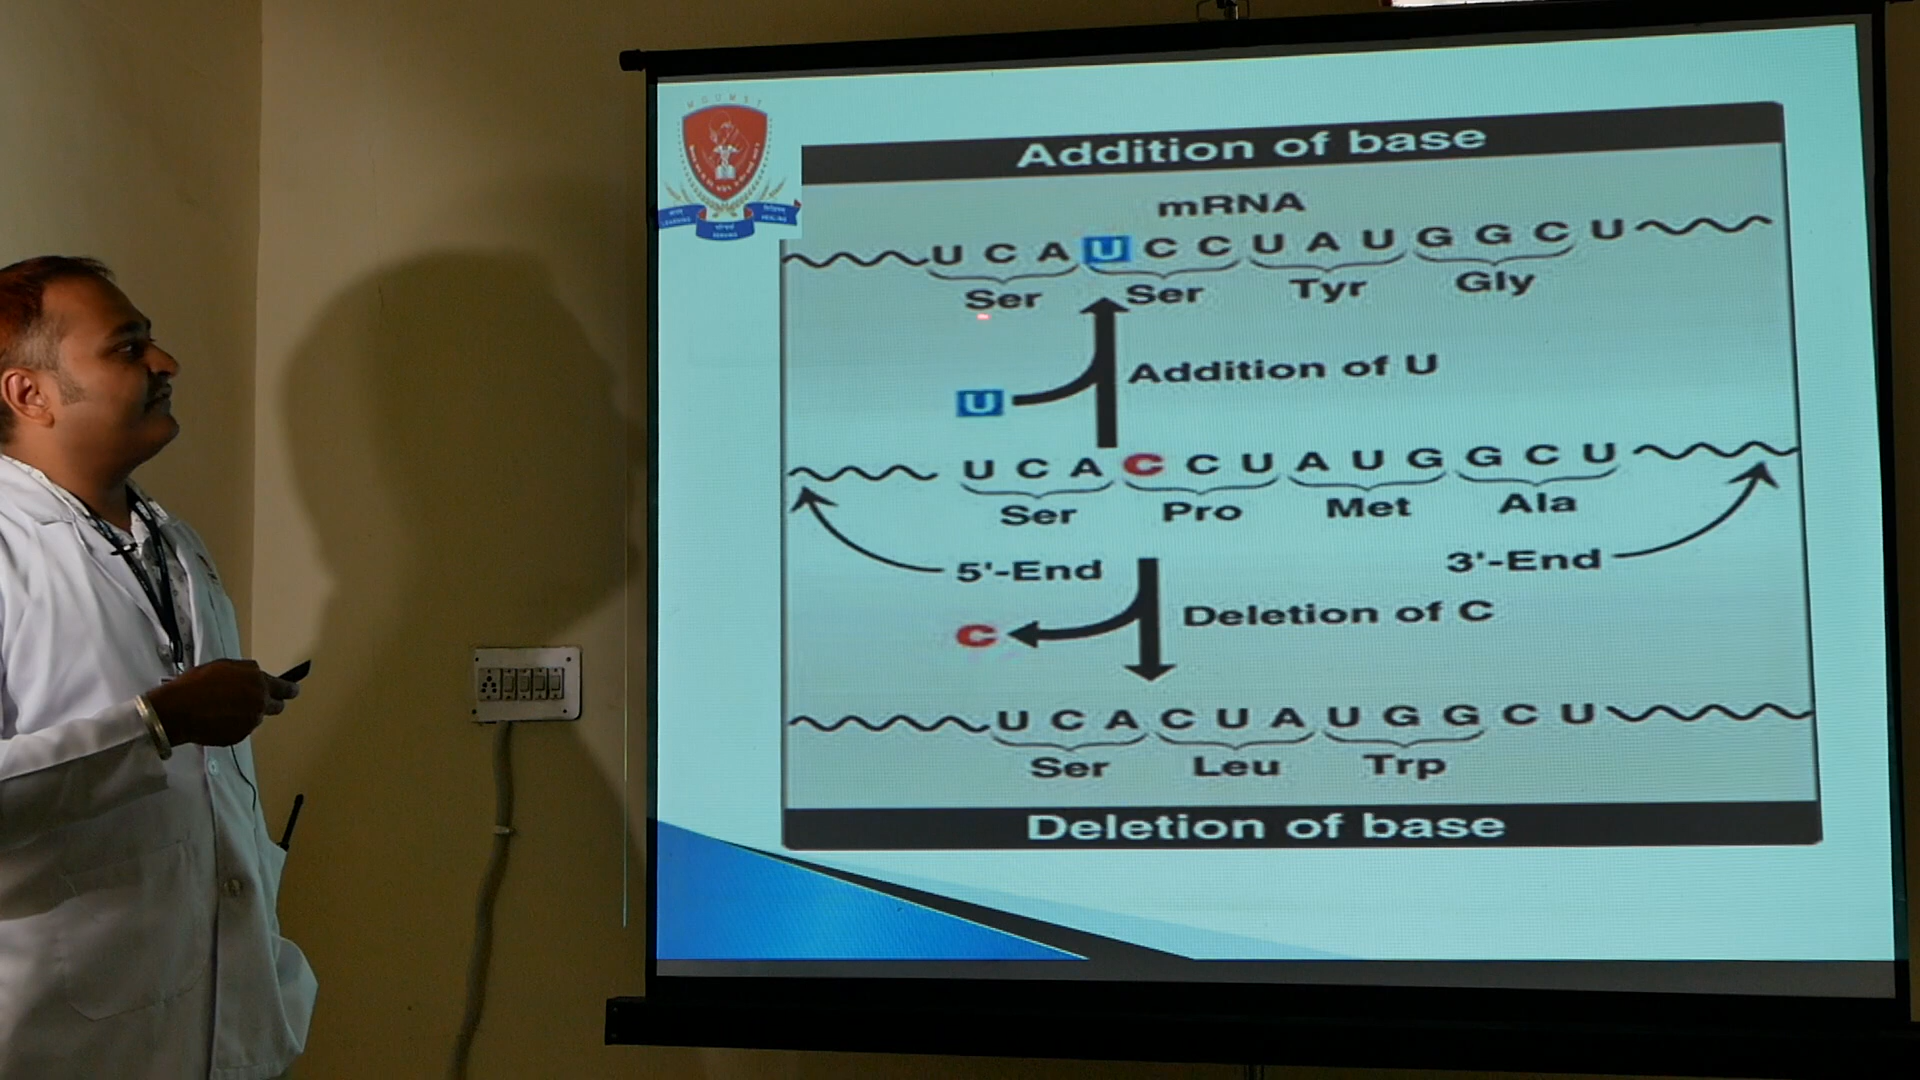 MGUMST
Addition of base
mRNA
U C A U C C U A U G G C U
Ser Ser Tyr Gly
Addition of U
U
U C A C C U A U G G C U
Ser Pro Met Ala
5'-End 3'-End
Deletion of C
C
U C A C U A U G G C U
Ser Leu Trp
Deletion of base